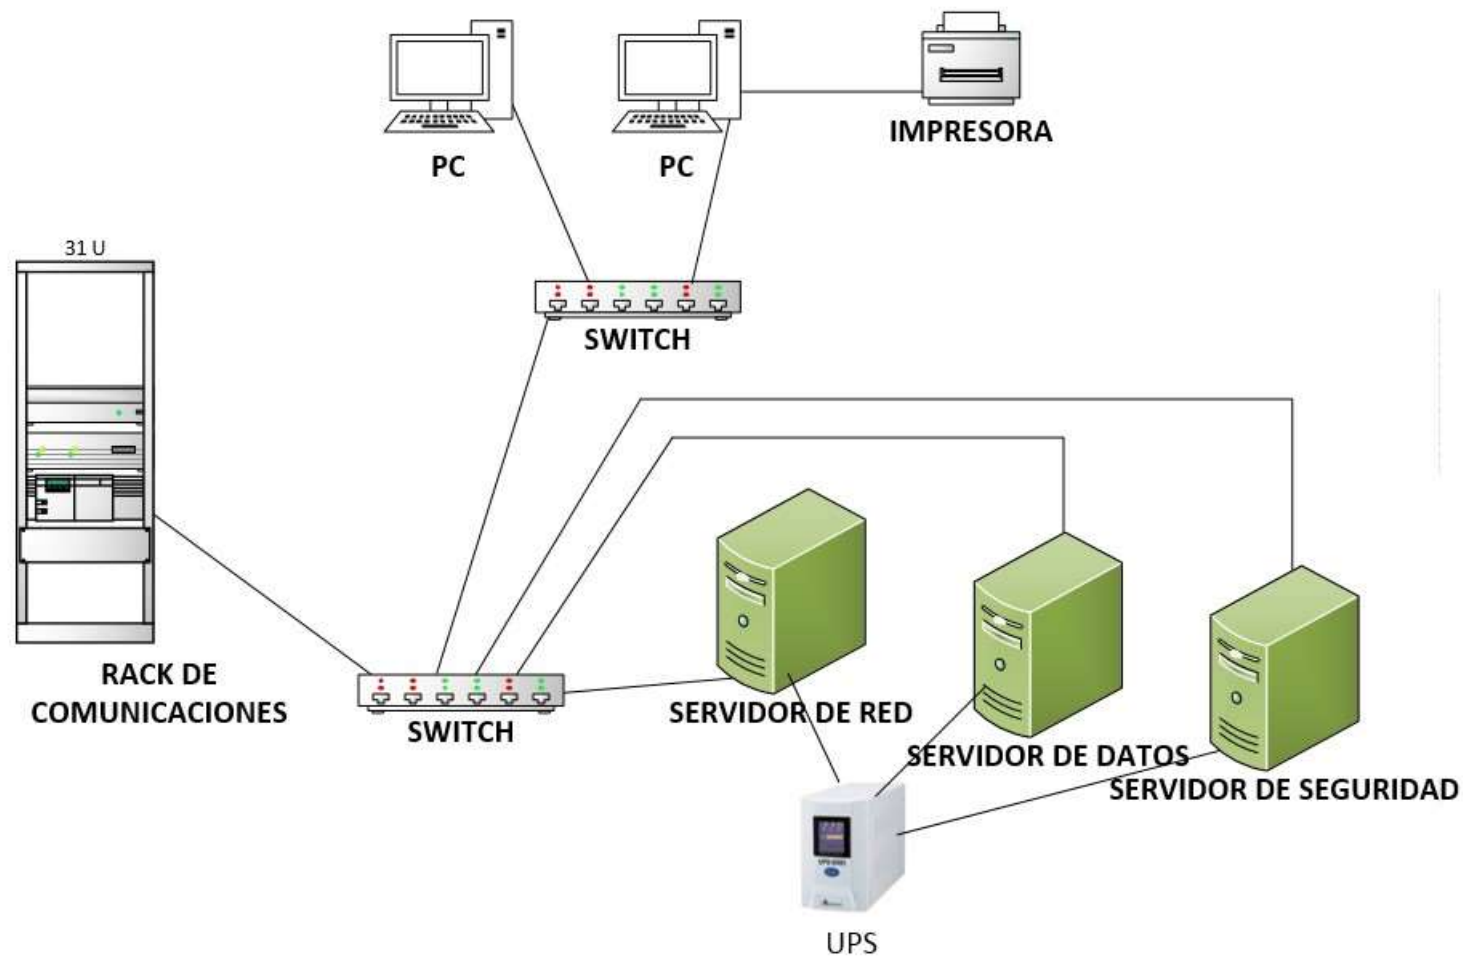 IMPRESORA
PC
PC
31 U
SWITCH
RACK DE
COMUNICACIONES
SWITCH
SERVIDOR DE RED
SERVIDOR DE DATOS
SERVIDOR DE SEGURIDAD
UPS